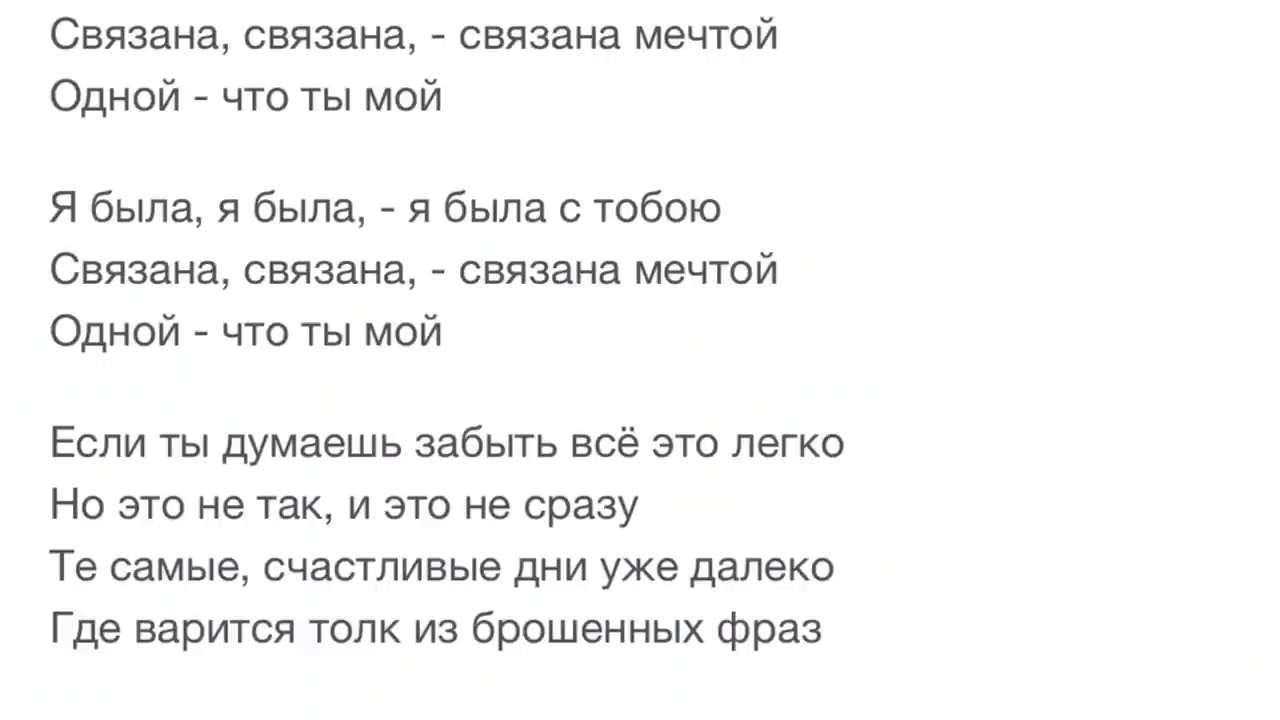 Связана, связана, - связана мечтой
Одной - что ты мой
Я была, я была, - я была с тобою
Связана, связана, - связана мечтой
Одной - что ты мой
Если ты думаешь забыть всё это легко
Но это не так, и это не сразу
Те самые, счастливые дни уже далеко
Где варится толк из брошенных фраз